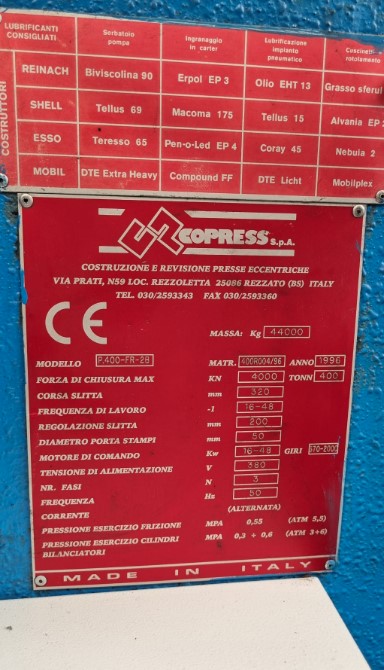 LUBRIFICANTI CONSIGLIATI Serbatoio pompa Ingranaggio in carter Lubrificazione impianto pneumatico
COSTRUTTORI
REINACH Biviscolina 90 Erpol EP 3 Olio EHT 13 Grasso sferul
SHELL Tellus 69 Macoma 175 Tellus 15 Alvania EP
ESSO Teresso 65 Pen-o-Led EP 4 Coray 45 Nebula 2
MOBIL DTE Extra Heavy Compound FF DTE Licht Mobilplex
COPRESS S.p.A.
COSTRUZIONE E REVISIONE PRESSE ECCENTRICHE
VIA PRATI, N59 LOC. REZZOLETTA 25086 REZZATO (BS) ITALY
TEL. 030/2593343 FAX 030/2593360
CE MASSA: Kg 44000
MODELLO P.400-FR-2B MATR. 400R004/96 ANNO 1996
FORZA DI CHIUSURA MAX KN 4000 TONN 400
CORSA SLITTA mm 320
FREQUENZA DI LAVORO -1 16-48
REGOLAZIONE SLITTA mm 200
DIAMETRO PORTA STAMPI mm 50
MOTORE DI COMANDO Kw 16-48 GIRI 670-2000
TENSIONE DI ALIMENTAZIONE V 380
NR. FASI N 3
FREQUENZA Hz 50
CORRENTE (ALTERNATA)
PRESSIONE ESERCIZIO FRIZIONE MPA 0,55 (ATM 5,5)
PRESSIONE ESERCIZIO CILINDRI BILANCIATORI MPA 0,3 ÷ 0,6 (ATM 3÷6)
MADE IN ITALY